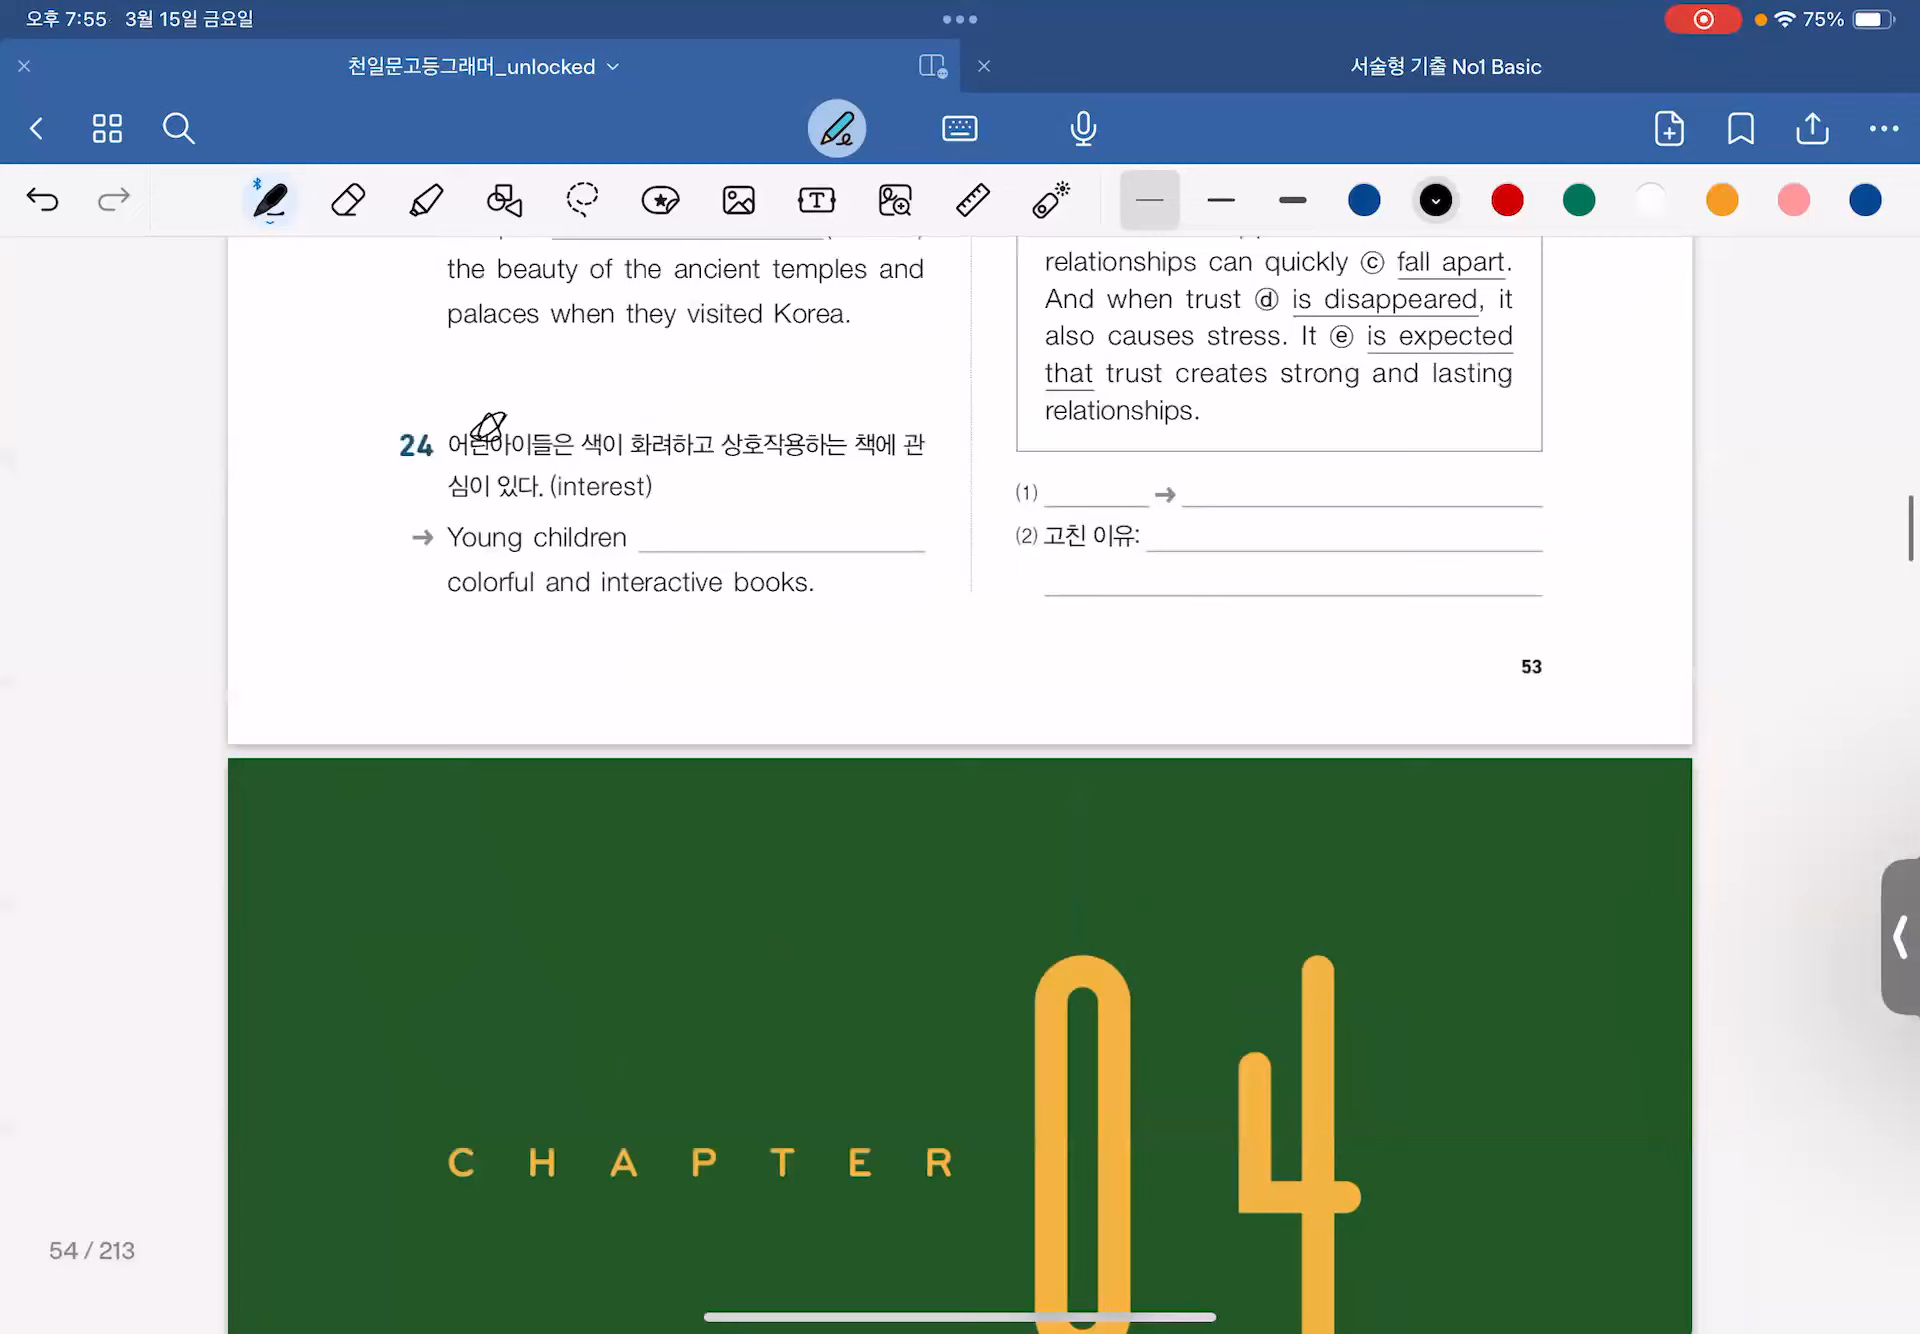 오후 7:55 3월 15일 금요일
75%
천일문고등그래머_unlocked
서술형 기출 No1 Basic
the beauty of the ancient temples and
palaces when they visited Korea.
24 어린아이들은 색이 화려하고 상호작용하는 책에 관
심이 있다. (interest)
→ Young children
colorful and interactive books.
relationships can quickly ⓒ fall apart.
And when trust ⓓ is disappeared, it
also causes stress. It ⓔ is expected
that trust creates strong and lasting
relationships.
(1) →
(2) 고친 이유:
53
CHAPTER 04
54 / 213